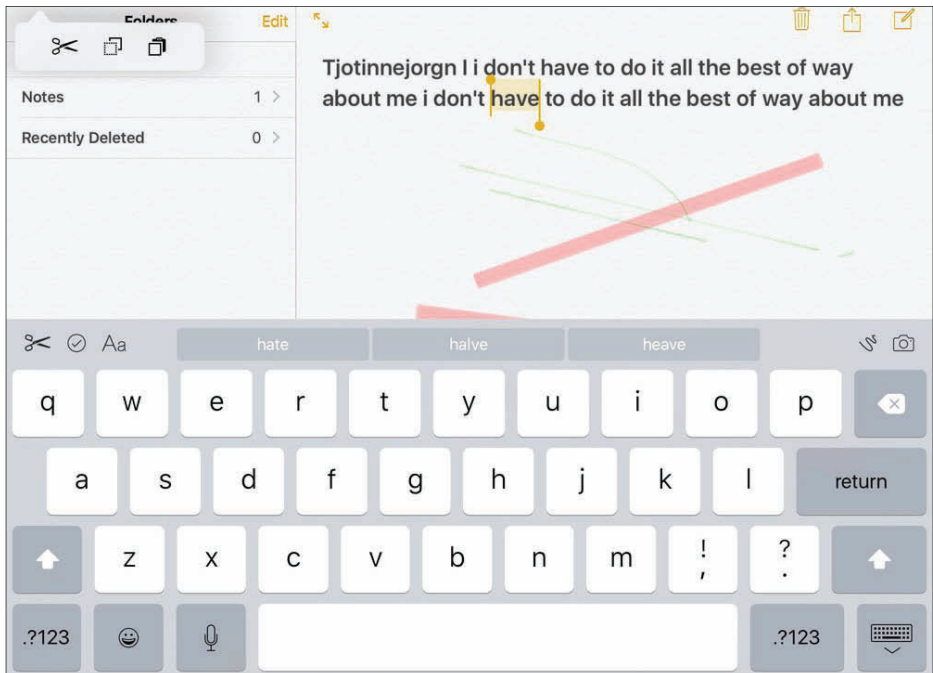 Folders
Edit
Notes 1
Recently Deleted 0
Tjotinnejorgn I i don't have to do it all the best of way
about me i don't have to do it all the best of way about me
Aa hate halve heave
q w e r t y u i o p
a s d f g h j k l return
z x c v b n m ! , ? .
.?123 .?123